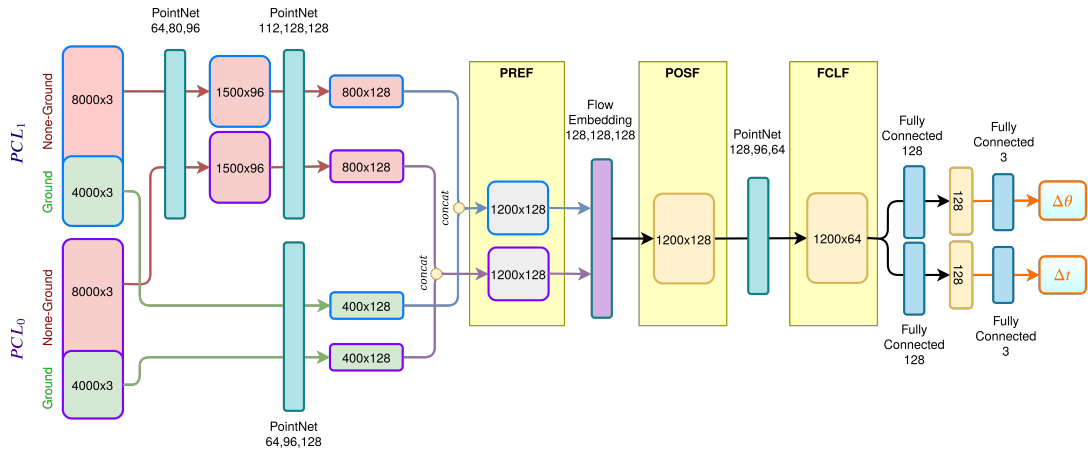 PointNet
64,80,96
PointNet
112,128,128
PCL1
None-Ground
8000x3
Ground
4000x3
1500x96
1500x96
800x128
800x128
PCL0
None-Ground
8000x3
Ground
4000x3
PointNet
64,96,128
400x128
400x128
concat
concat
PREF
1200x128
1200x128
Flow
Embedding
128,128,128
POSF
1200x128
PointNet
128,96,64
FCLF
1200x64
Fully
Connected
128
128
Fully
Connected
3
Δθ
Fully
Connected
128
128
Fully
Connected
3
Δt